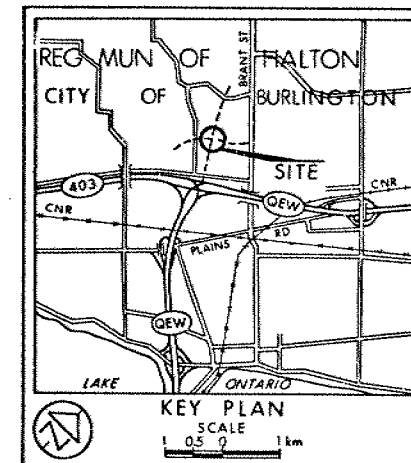 REG MUN OF HALTON
CITY OF BURLINGTON
BRANT ST
SITE
403
CNR
QEW
CNR
PLAINS RD
QEW
LAKE ONTARIO
KEY PLAN
SCALE
1 0.5 0 1 km